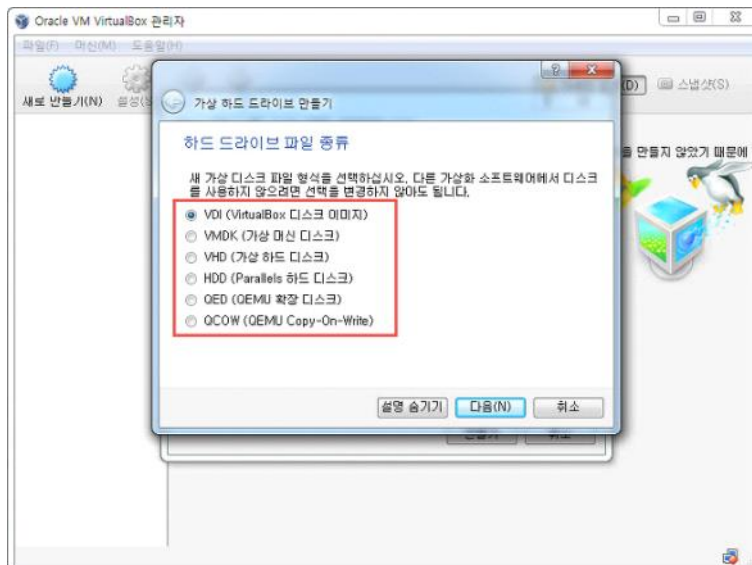 Oracle VM VirtualBox 관리자
파일(F) 머신(M) 도움말(H)
새로 만들기(N)
(D) 스냅샷(S)
가상 하드 드라이브 만들기
하드 드라이브 파일 종류
을 만들지 않았기 때문에
새 가상 디스크 파일 형식을 선택하십시오. 다른 가상화 소프트웨어에서 디스크
를 사용하지 않으려면 선택을 변경하지 않아도 됩니다.
VDI (VirtualBox 디스크 이미지)
VMDK (가상 머신 디스크)
VHD (가상 하드 디스크)
HDD (Parallels 하드 디스크)
QED (QEMU 확장 디스크)
QCOW (QEMU Copy-On-Write)
설명 숨기기 다음(N) 취소